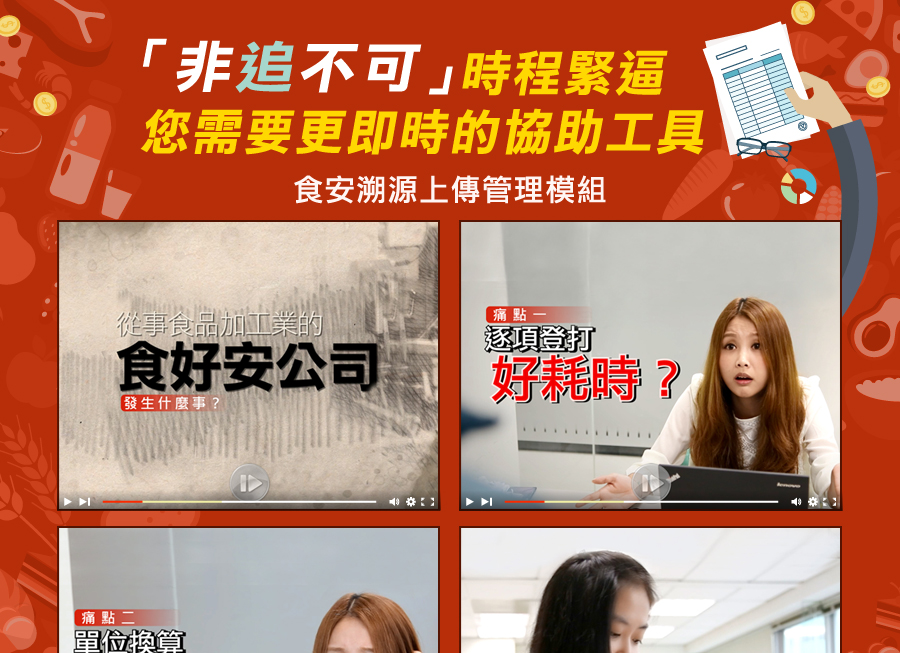 「非追不可」時程緊逼
您需要更即時的協助工具
食安溯源上傳管理模組
從事食品加工業的
食好安公司
發生什麼事？
痛點一
逐項登打
好耗時？
lenovo
痛點二
單位換算